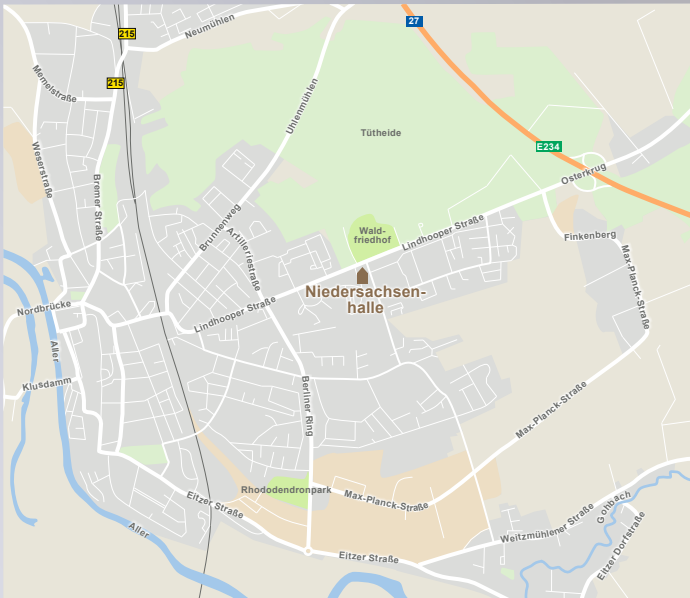 27
215
Neumühlen
Memelstraße
215
Uhlenmühlen
Tütheide
E234
Weserstraße
Bremer Straße
Osterkrug
Brunnenweg
Artilleriestraße
Wald-
friedhof
Lindhooper Straße
Finkenberg
Max-Planck-Straße
Niedersachsen-
halle
Nordbrücke
Lindhooper Straße
Aller
Klusdamm
Berliner Ring
Max-Planck-Straße
Rhododendronpark
Max-Planck-Straße
Eitzer Straße
Gohbach
Aller
Weitzmühlener Straße
Eitzer Straße
Eitzer Dorfstraße